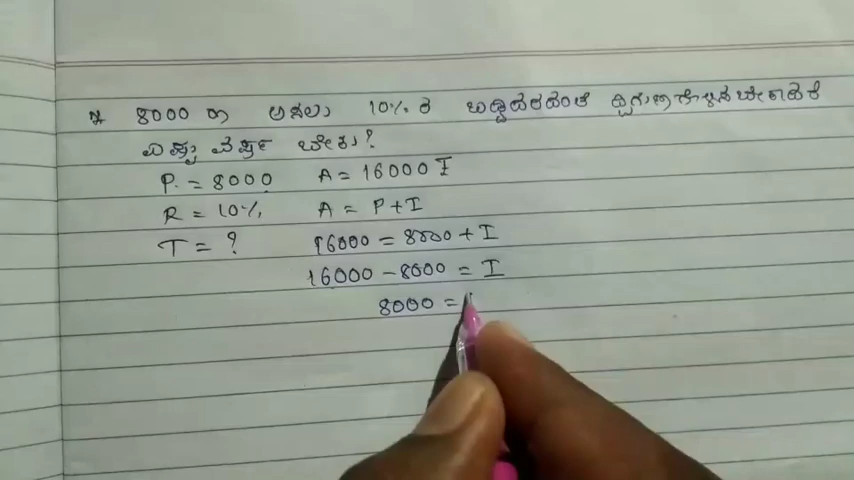 * 8000 ರೂ ಅಸಲು 10% ರ ಬಡ್ಡಿದರದಂತೆ ದ್ವಿಗುಣಗೊಳ್ಳಬೇಕಾದರೆ
ಎಷ್ಟು ವರ್ಷ ಬೇಕು?
P. = 8000 A = 16000 I
R = 10% A = P+I
T = ? 16000 = 8000 + I
16000 - 8000 = I
8000 =